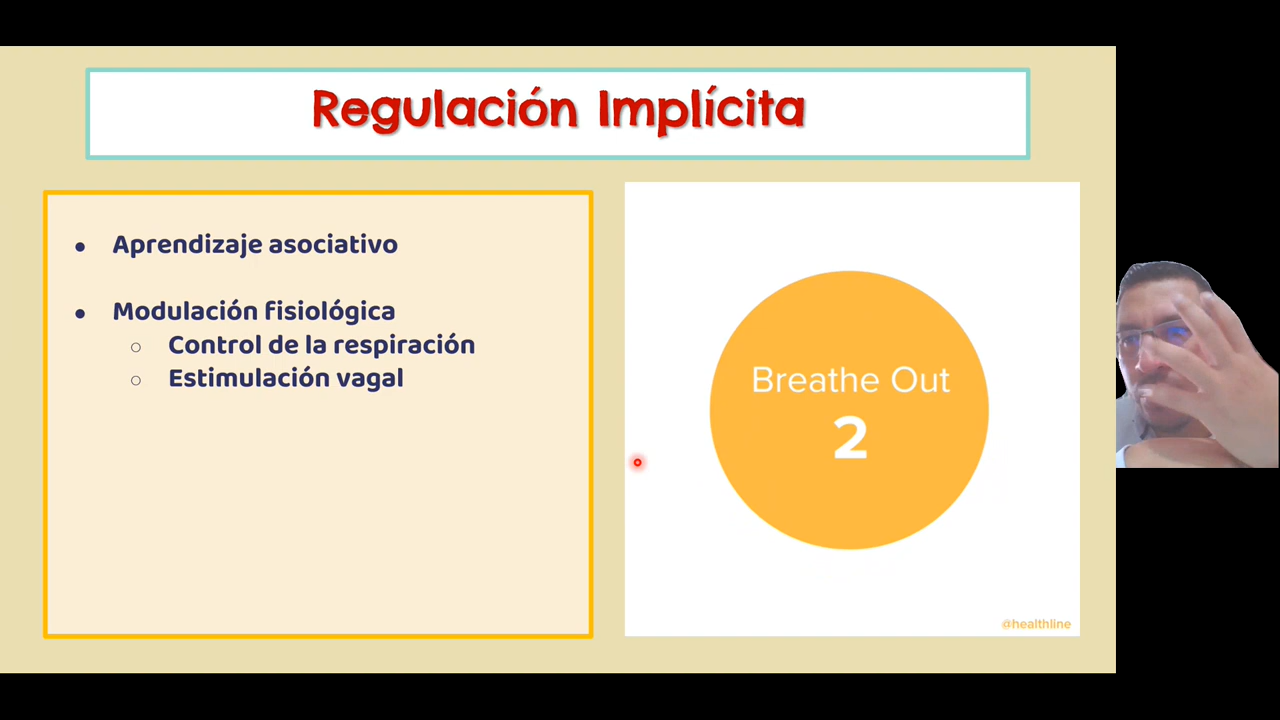 Regulación Implícita
● Aprendizaje asociativo
● Modulación fisiológica
○ Control de la respiración
○ Estimulación vagal
Breathe Out
2
@healthline